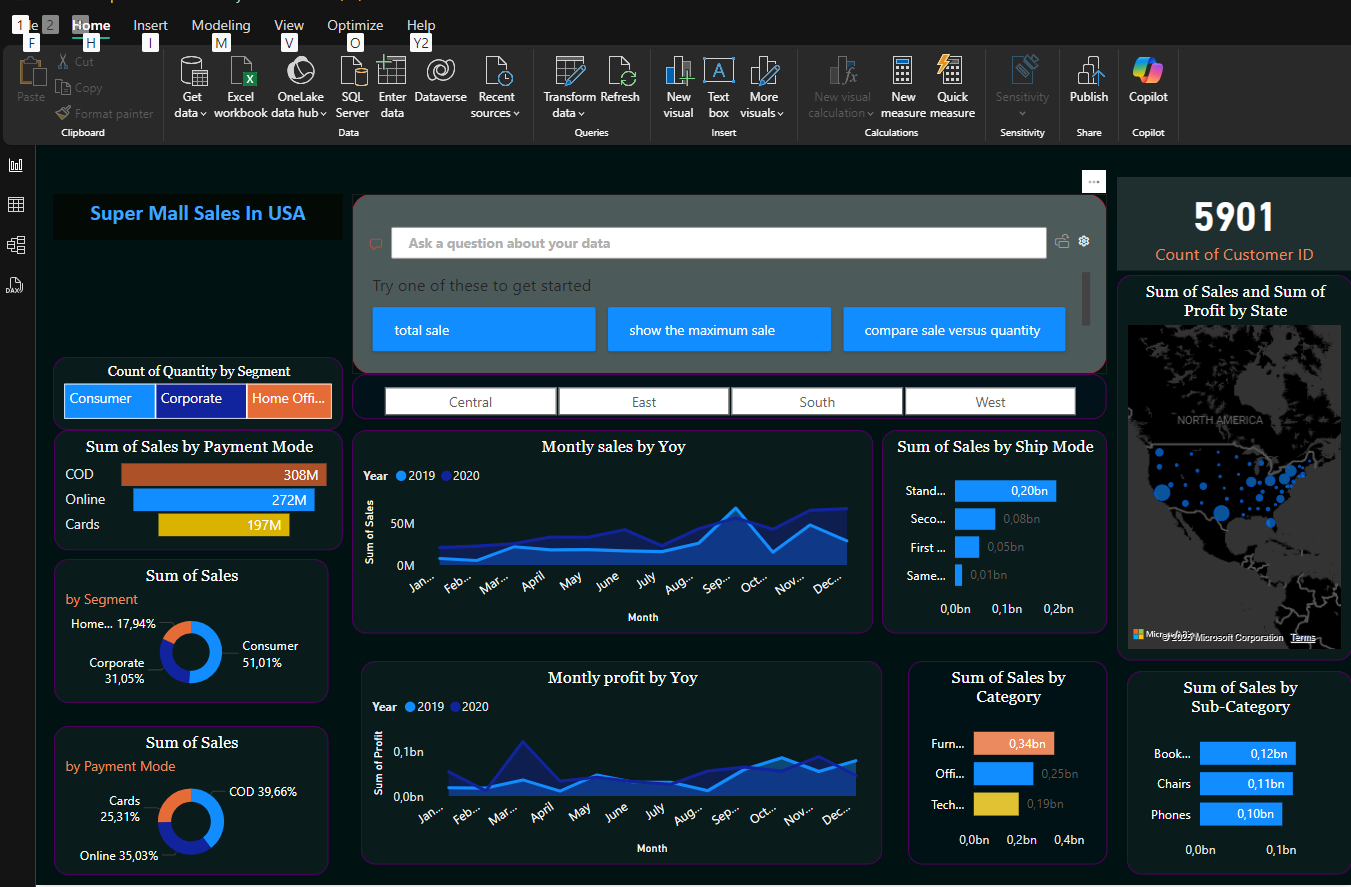 1
le
2
Home
Insert
Modeling
View
Optimize
Help
F
H
I
M
V
O
Y2
Paste
Cut
Copy
Format painter
Clipboard
Get
data
Excel
workbook
OneLake
data hub
SQL
Server
Enter
data
Dataverse
Recent
sources
Data
Transform
data
Refresh
Queries
New
visual
Text
box
More
visuals
Insert
New visual
calculation
New
measure
Quick
measure
Calculations
Sensitivity
Sensitivity
Publish
Share
Copilot
Copilot
DAX
Super Mall Sales In USA
Ask a question about your data
Try one of these to get started
total sale
show the maximum sale
compare sale versus quantity
5901
Count of Customer ID
Count of Quantity by Segment
Consumer
Corporate
Home Offi...
Central
East
South
West
Sum of Sales by Payment Mode
COD
308M
Online
272M
Cards
197M
Montly sales by Yoy
Year 2019 2020
Sum of Sales
50M
0M
Jan...
Feb...
Mar...
April
May
June
July
Aug...
Sep...
Oct...
Nov...
Dec...
Month
Sum of Sales by Ship Mode
Stand...
0,20bn
Seco...
0,08bn
First ...
0,05bn
Same...
0,01bn
0,0bn
0,1bn
0,2bn
Sum of Sales and Sum of
Profit by State
NORTH AMERICA
© 2025 Microsoft Corporation
Terms
Sum of Sales
by Segment
Home... 17,94%
Consumer
51,01%
Corporate
31,05%
Montly profit by Yoy
Year 2019 2020
Sum of Profit
0,1bn
0,0bn
Jan...
Feb...
Mar...
April
May
June
July
Aug...
Sep...
Oct...
Nov...
Dec...
Month
Sum of Sales by
Category
Furn...
0,34bn
Offi...
0,25bn
Tech...
0,19bn
0,0bn
0,2bn
0,4bn
Sum of Sales by
Sub-Category
Book...
0,12bn
Chairs
0,11bn
Phones
0,10bn
0,0bn
0,1bn
Sum of Sales
by Payment Mode
COD 39,66%
Cards
25,31%
Online 35,03%